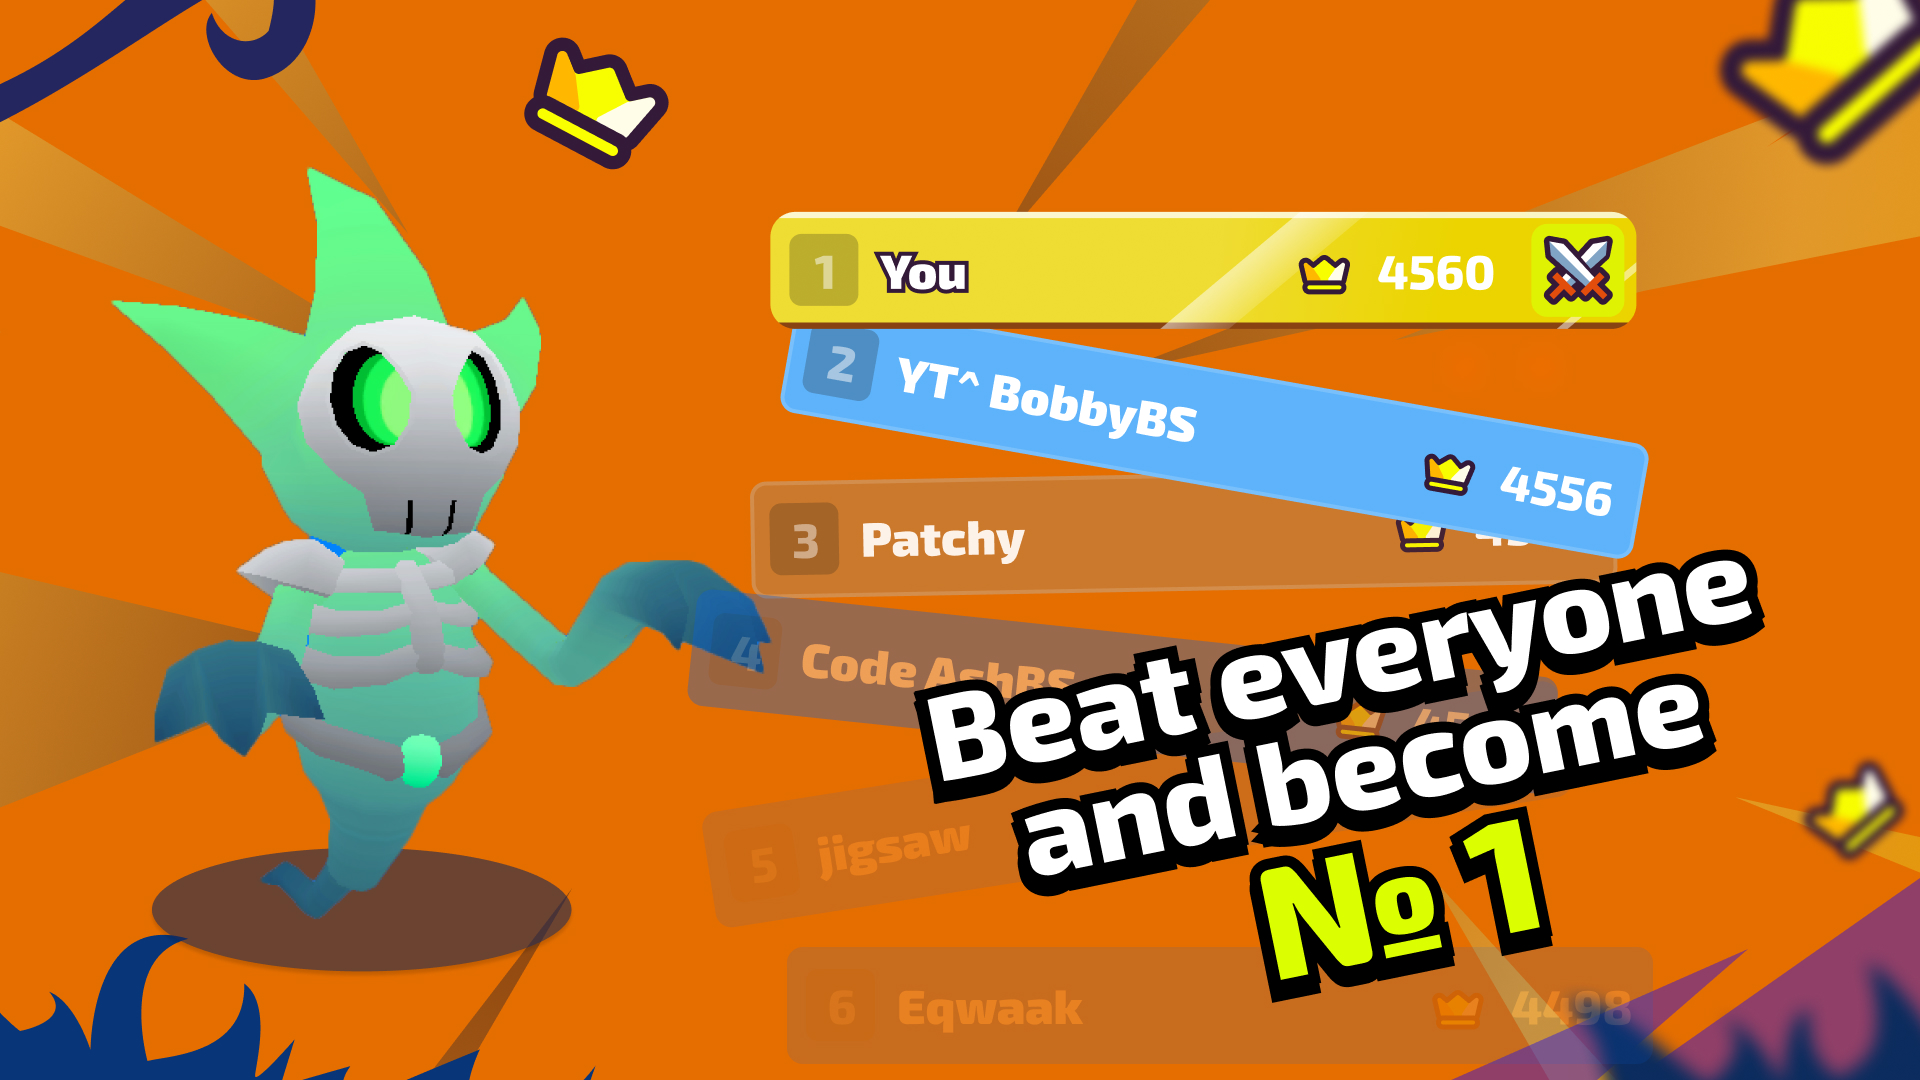 1 You 4560
2 YT^ BobbyBS 4556
3 Patchy
4 Code AshBS
5 jigsaw
6 Eqwaak 4498
Beat everyone
and become
№ 1